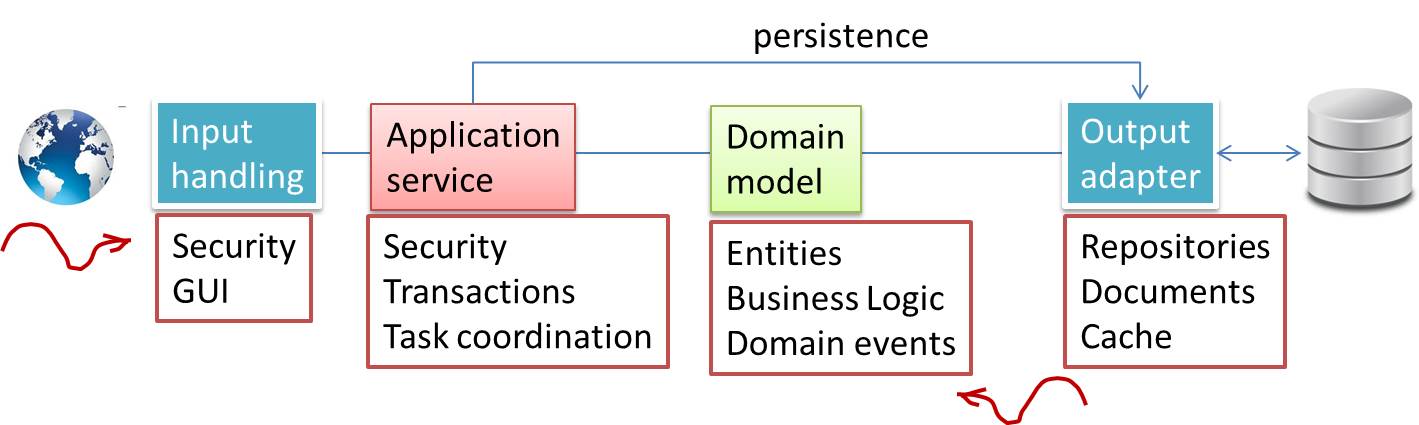 persistence
Input
handling
Application
service
Domain
model
Output
adapter
Security
GUI
Security
Transactions
Task coordination
Entities
Business Logic
Domain events
Repositories
Documents
Cache